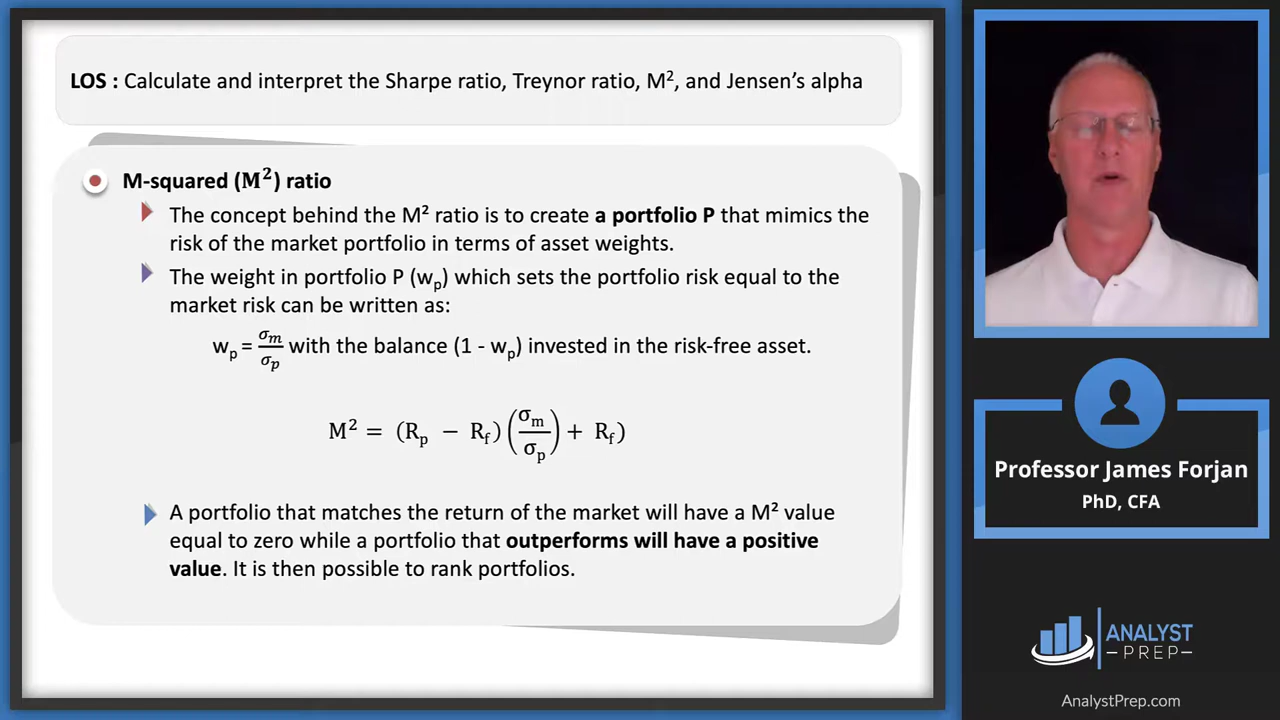 LOS : Calculate and interpret the Sharpe ratio, Treynor ratio, M², and Jensen’s alpha
M-squared (M²) ratio
The concept behind the M² ratio is to create a portfolio P that mimics the
risk of the market portfolio in terms of asset weights.
The weight in portfolio P (wₚ) which sets the portfolio risk equal to the
market risk can be written as:
wₚ = σₘ/σₚ with the balance (1 - wₚ) invested in the risk-free asset.
M² = (Rₚ − R_f) (σₘ/σₚ) + R_f)
A portfolio that matches the return of the market will have a M² value
equal to zero while a portfolio that outperforms will have a positive
value. It is then possible to rank portfolios.
Professor James Forjan
PhD, CFA
ANALYST
PREP
AnalystPrep.com